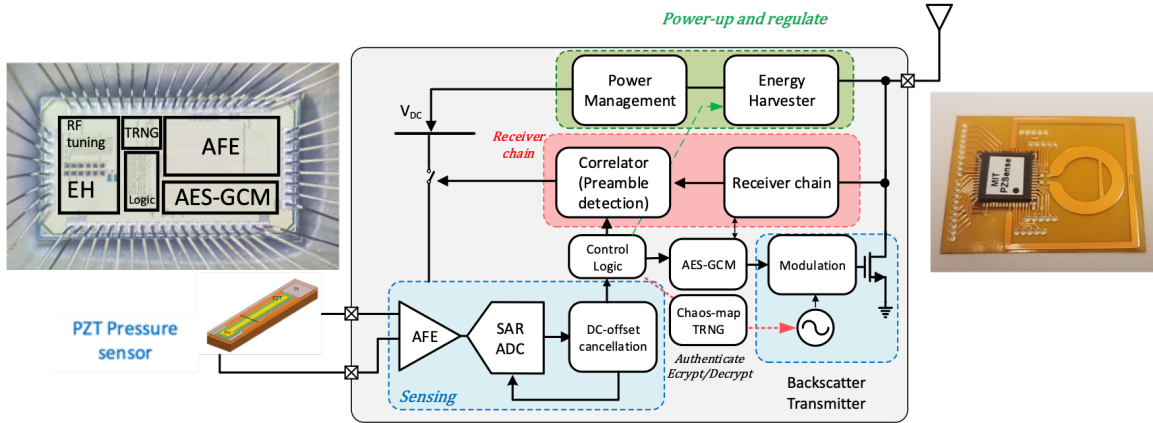 Power-up and regulate
Power
Management
Energy
Harvester
V_DC
Receiver
chain
Correlator
(Preamble
detection)
Receiver chain
RF
tuning
TRNG
AFE
EH
Logic
AES-GCM
MIT
PZSense
Control
Logic
AES-GCM
Modulation
PZT Pressure
sensor
PZT
AFE
SAR
ADC
DC-offset
cancellation
Chaos-map
TRNG
Authenticate
Ecrypt/Decrypt
Sensing
Backscatter
Transmitter